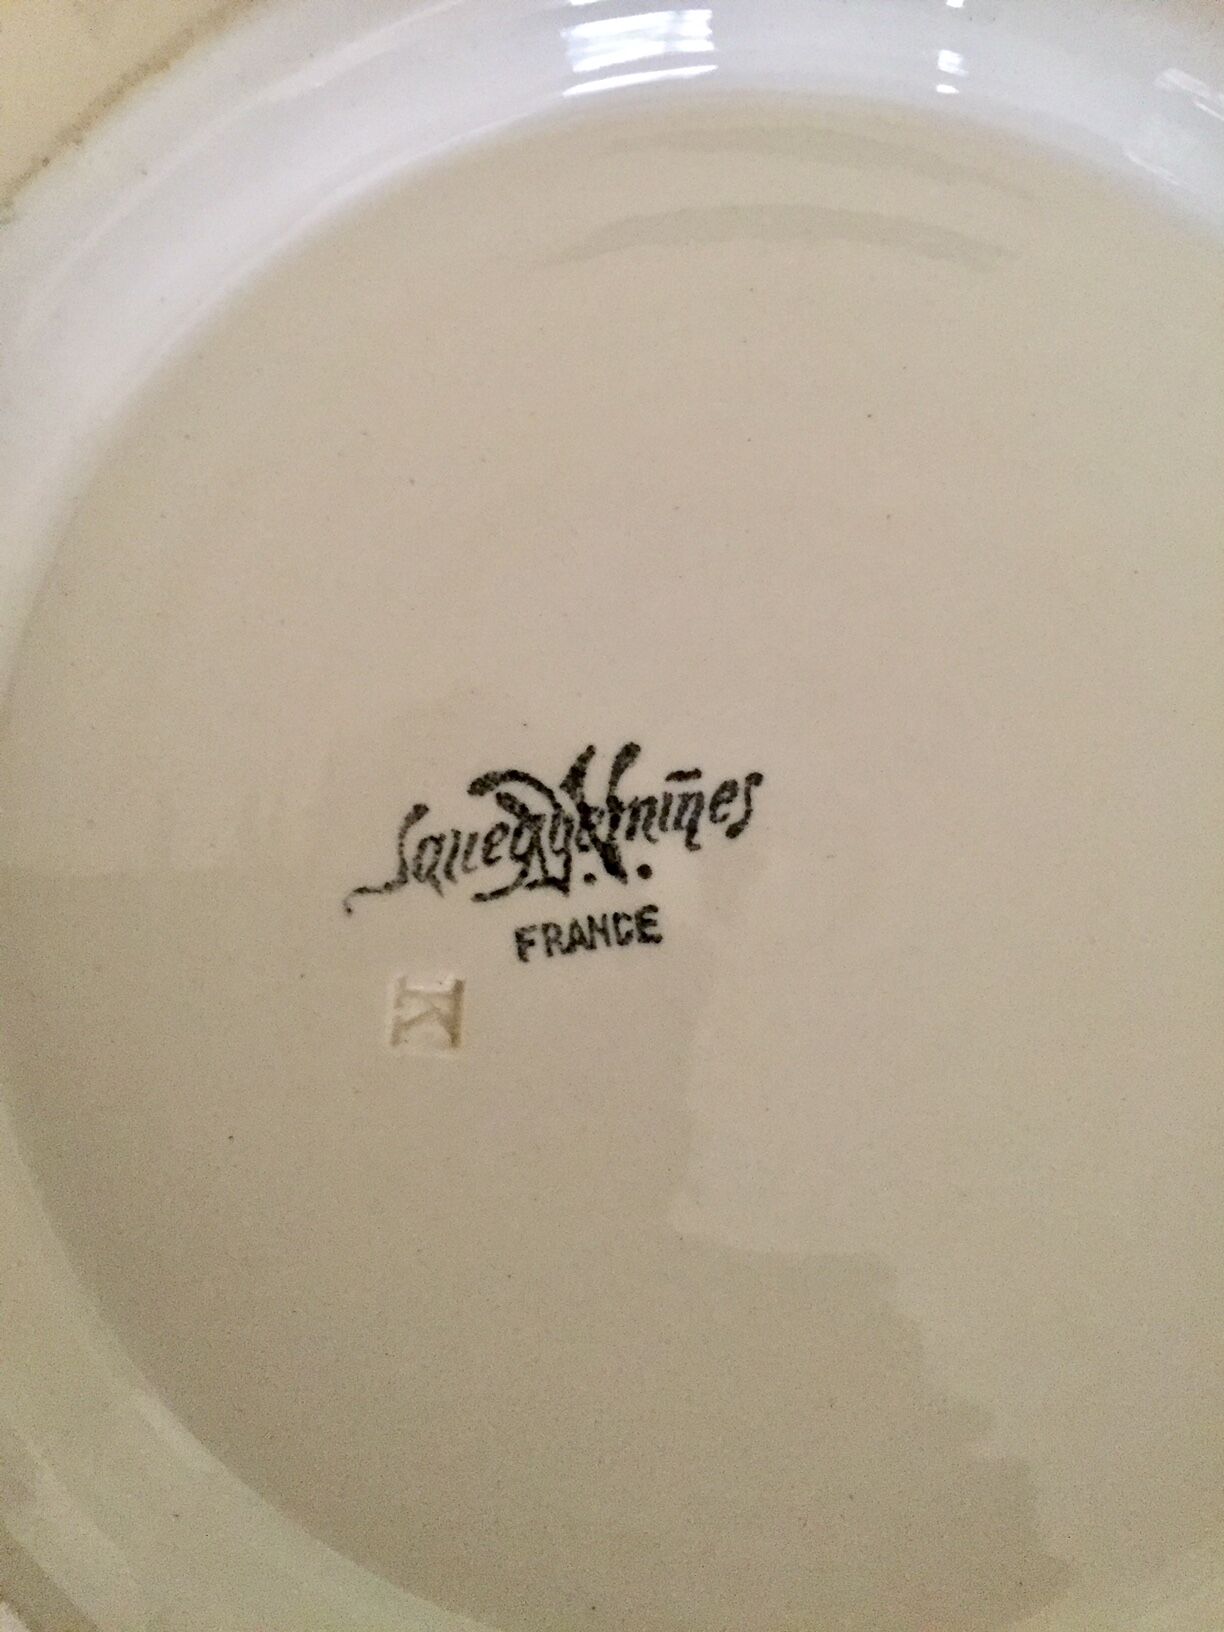 Sarreguemines
D.V.
FRANCE
K